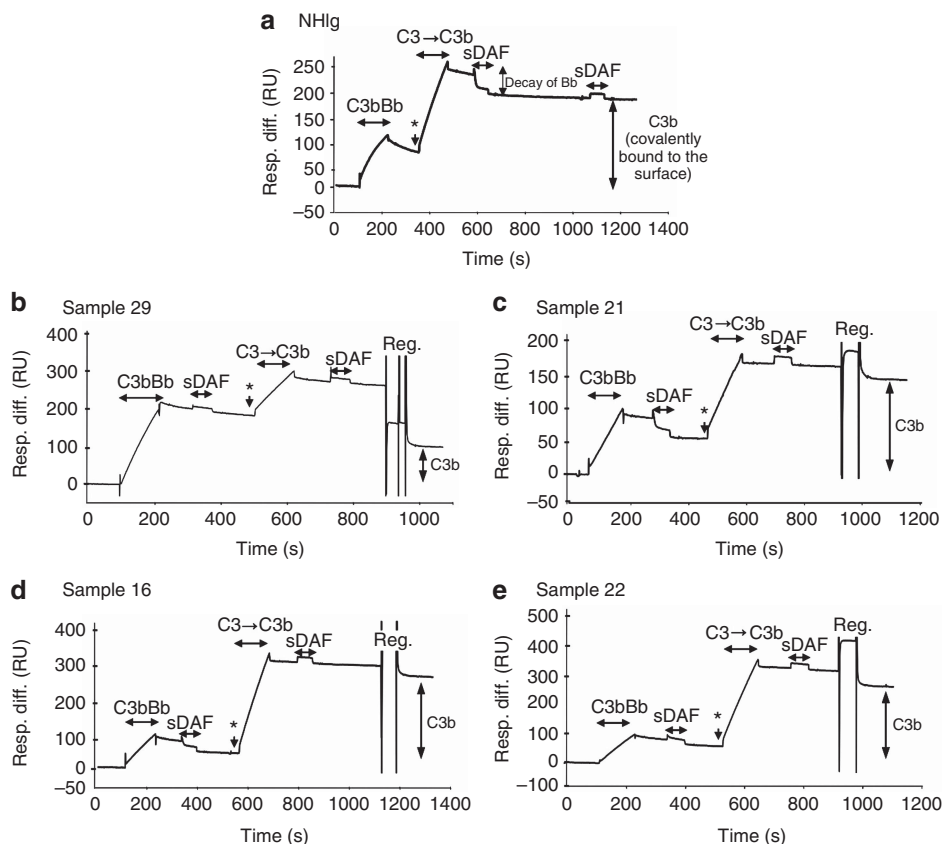 a NHIg
C3→C3b
sDAF
Decay of Bb
sDAF
C3bBb
*
C3b
(covalently
bound to the
surface)
Resp. diff. (RU)
250
200
150
100
50
0
−50
0 200 400 600 800 1000 1200 1400
Time (s)
b Sample 29
C3→C3b
Reg.
C3bBb
sDAF
*
sDAF
C3b
Resp. diff. (RU)
400
300
200
100
0
0 200 400 600 800 1000
Time (s)
c Sample 21
C3→C3b
Reg.
sDAF
C3bBb
sDAF
*
C3b
Resp. diff. (RU)
200
150
100
50
0
−50
0 200 400 600 800 1000 1200
Time (s)
d Sample 16
C3→C3b
sDAF
Reg.
C3bBb
sDAF
*
C3b
Resp. diff. (RU)
400
300
200
100
0
−50
0 200 400 600 800 1000 1200 1400
Time (s)
e Sample 22
C3→C3b
Reg.
sDAF
C3bBb
sDAF
*
C3b
Resp. diff. (RU)
500
400
300
200
100
0
−100
0 200 400 600 800 1000 1200
Time (s)